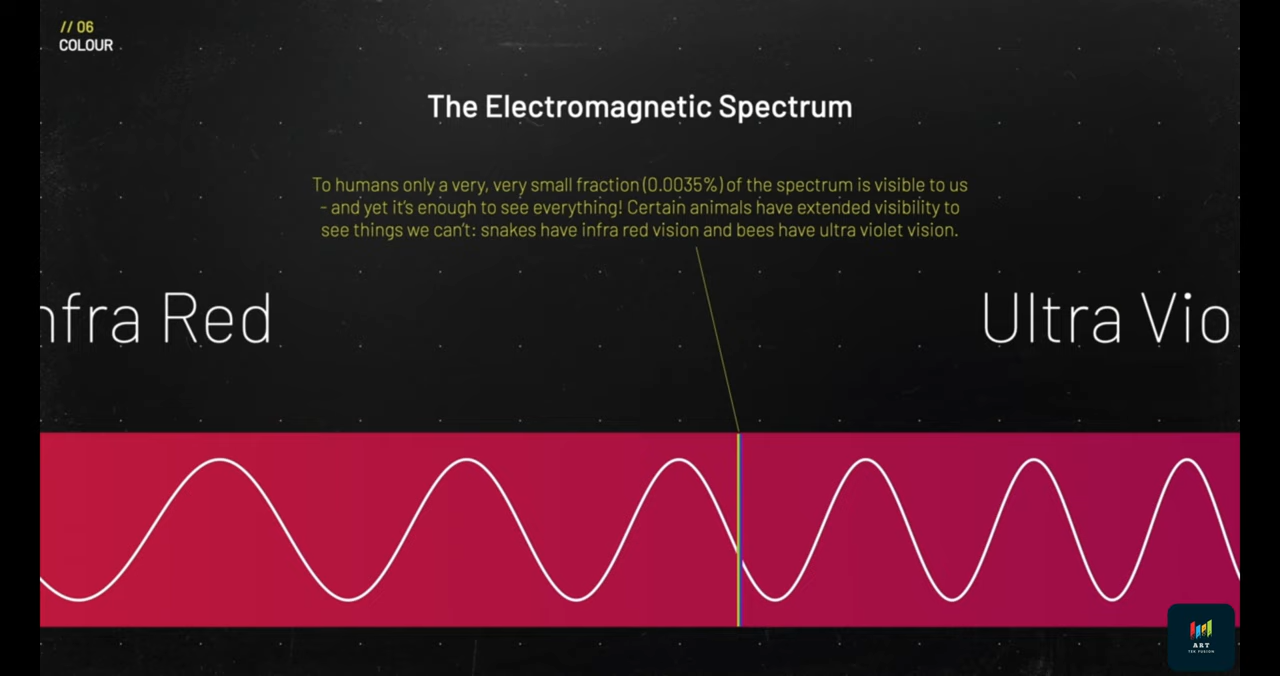 // 06
COLOUR
The Electromagnetic Spectrum
To humans only a very, very small fraction (0.0035%) of the spectrum is visible to us
- and yet it's enough to see everything! Certain animals have extended visibility to
see things we can't: snakes have infra red vision and bees have ultra violet vision.
nfra Red
Ultra Vio
ART
TEK FUSION